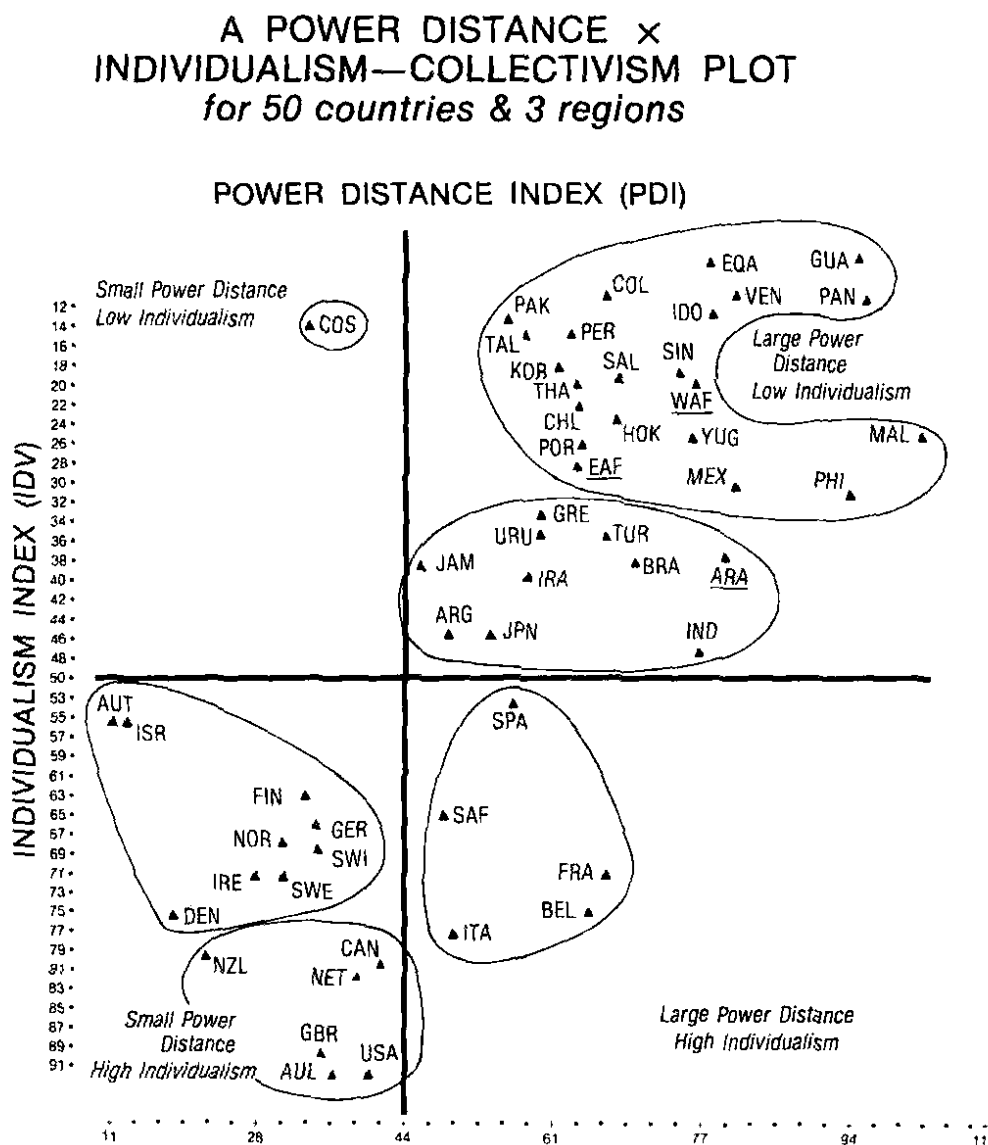 A POWER DISTANCE ×
INDIVIDUALISM—COLLECTIVISM PLOT
for 50 countries & 3 regions
POWER DISTANCE INDEX (PDI)
INDIVIDUALISM INDEX (IDV)
Small Power Distance
Low Individualism
COS
EQA
GUA
COL
VEN
PAN
PAK
IDO
TAL
PER
Large Power
Distance
Low Individualism
KOR
SAL
SIN
THA
WAF
CHL
HOK
YUG
MAL
POR
EAF
MEX
PHI
GRE
URU
TUR
JAM
IRA
BRA
ARA
ARG
JPN
IND
12
14
16
18
20
22
24
26
28
30
32
34
36
38
40
42
44
46
48
50
53
55
57
59
61
63
65
67
69
71
73
75
77
79
81
83
85
87
89
91
AUT
ISR
SPA
FIN
GER
SAF
NOR
SWI
IRE
SWE
FRA
DEN
BEL
ITA
NZL
CAN
NET
Small Power
Distance
High Individualism
GBR
USA
AUL
Large Power Distance
High Individualism
11 28 44 61 77 94